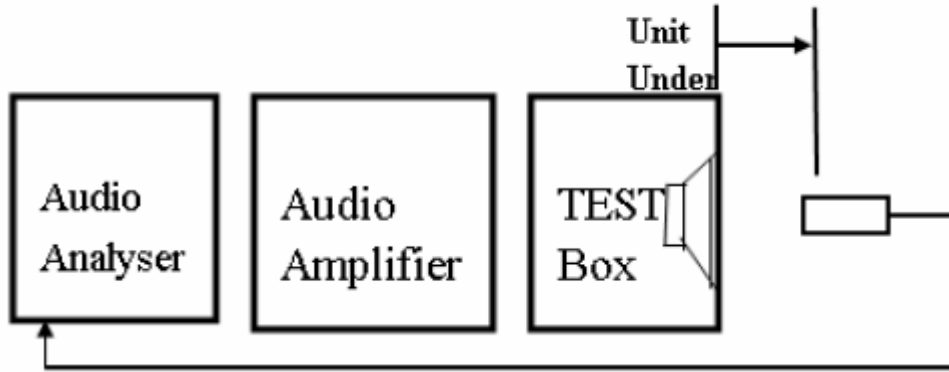 Unit
Under
Audio
Analyser
Audio
Amplifier
TEST
Box